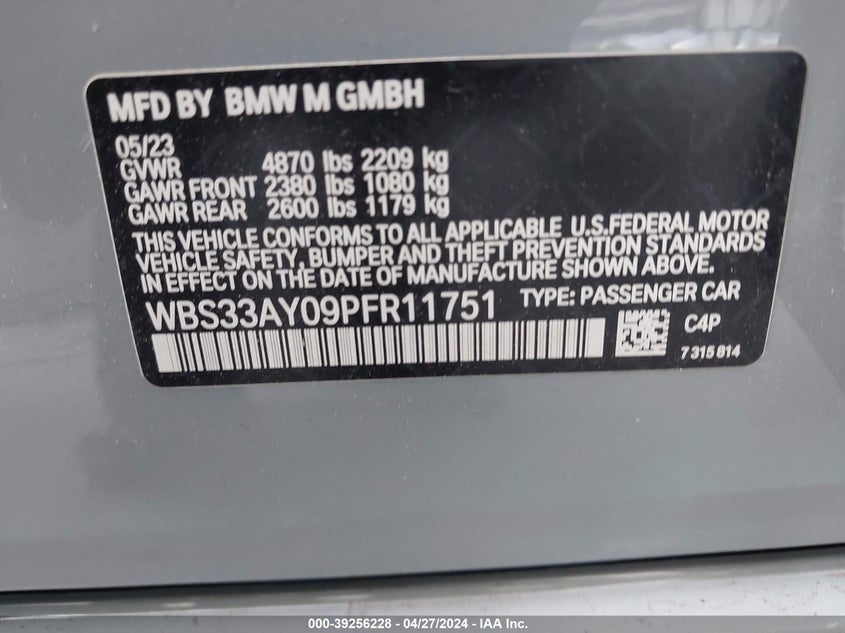 MFD BY BMW M GMBH
05/23
GVWR 4870 lbs 2209 kg
GAWR FRONT 2380 lbs 1080 kg
GAWR REAR 2600 lbs 1179 kg
THIS VEHICLE CONFORMS TO ALL APPLICABLE U.S.FEDERAL MOTOR
VEHICLE SAFETY, BUMPER AND THEFT PREVENTION STANDARDS
IN EFFECT ON THE DATE OF MANUFACTURE SHOWN ABOVE.
WBS33AY09PFR11751 TYPE: PASSENGER CAR
C4P
7315814
000-39256228 - 04/27/2024 - IAA Inc.